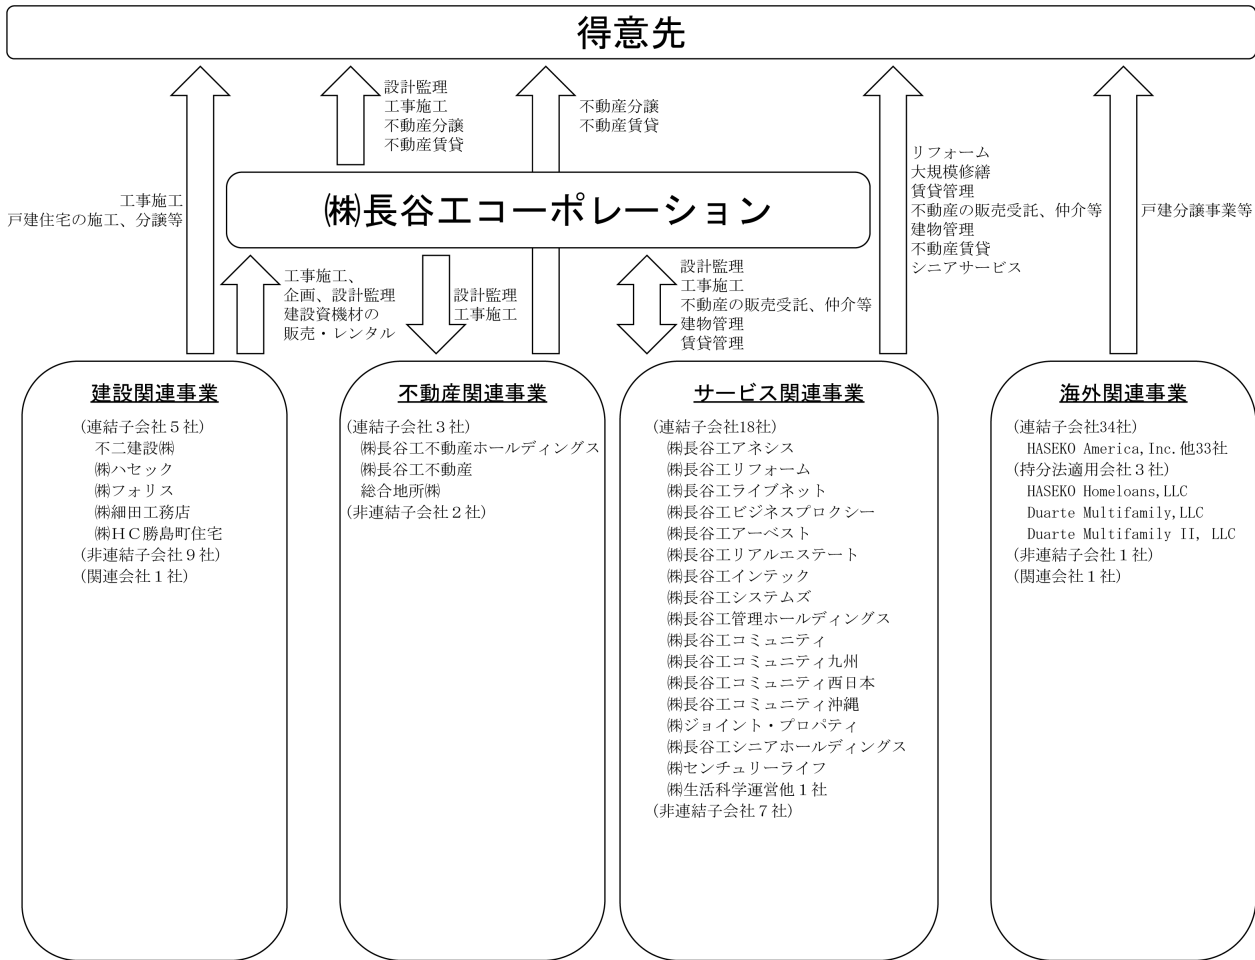 得意先
設計監理
工事施工
不動産分譲
不動産賃貸
不動産分譲
不動産賃貸
工事施工
戸建住宅の施工、分譲等
リフォーム
大規模修繕
賃貸管理
不動産の販売受託、仲介等
建物管理
不動産賃貸
シニアサービス
戸建分譲事業等
㈱長谷工コーポレーション
工事施工、
企画、設計監理
建設資機材の
販売・レンタル
設計監理
工事施工
設計監理
工事施工
不動産の販売受託、仲介等
建物管理
賃貸管理
建設関連事業
(連結子会社５社)
不二建設㈱
㈱ハセック
㈱フォリス
㈱細田工務店
㈱ＨＣ勝島町住宅
(非連結子会社９社)
(関連会社１社)
不動産関連事業
(連結子会社３社)
㈱長谷工不動産ホールディングス
㈱長谷工不動産
総合地所㈱
(非連結子会社２社)
サービス関連事業
(連結子会社18社)
㈱長谷工アネシス
㈱長谷工リフォーム
㈱長谷工ライブネット
㈱長谷工ビジネスプロクシー
㈱長谷工アーベスト
㈱長谷工リアルエステート
㈱長谷工インテック
㈱長谷工システムズ
㈱長谷工管理ホールディングス
㈱長谷工コミュニティ
㈱長谷工コミュニティ九州
㈱長谷工コミュニティ西日本
㈱長谷工コミュニティ沖縄
㈱ジョイント・プロパティ
㈱長谷工シニアホールディングス
㈱センチュリーライフ
㈱生活科学運営他１社
(非連結子会社７社)
海外関連事業
(連結子会社34社)
HASEKO America,Inc.他33社
(持分法適用会社３社)
HASEKO Homeloans,LLC
Duarte Multifamily,LLC
Duarte Multifamily II, LLC
(非連結子会社１社)
(関連会社１社)